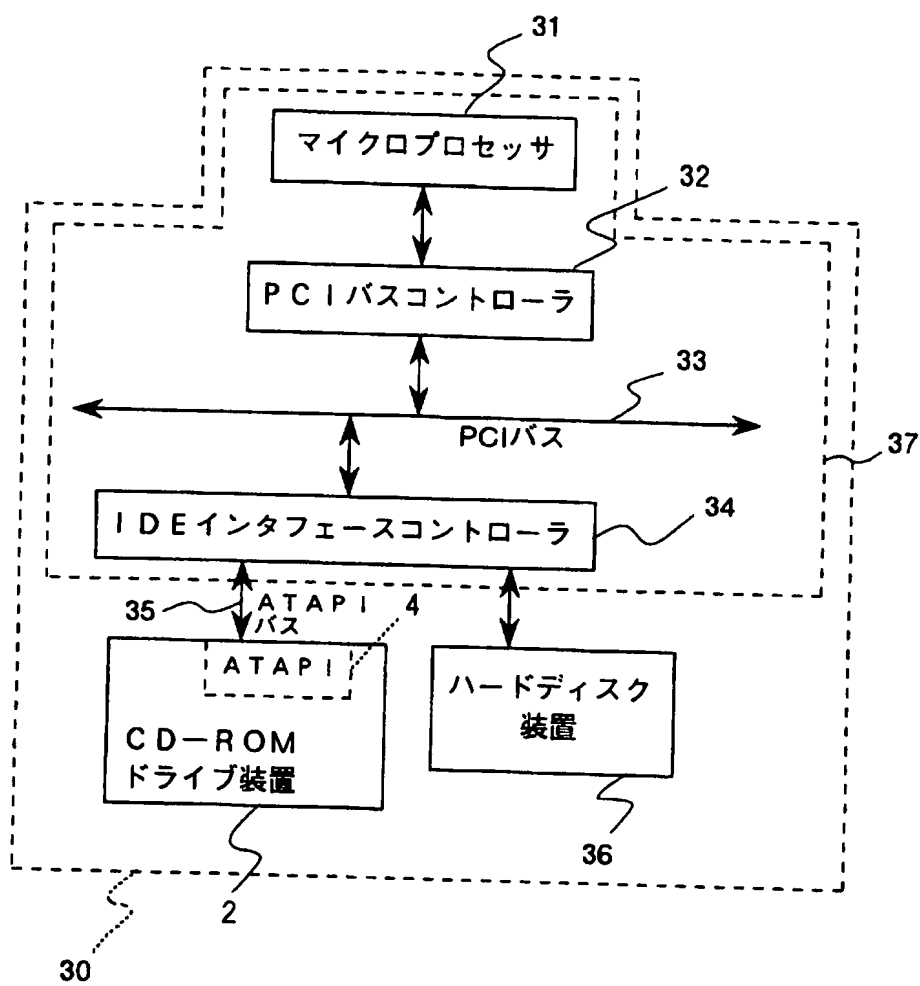 31
マイクロプロセッサ
32
PCIバスコントローラ
33
PCIバス
37
IDEインタフェースコントローラ
34
35
ATAPI
バス
4
ATAPI
CD-ROM
ドライブ装置
ハードディスク
装置
2
36
30